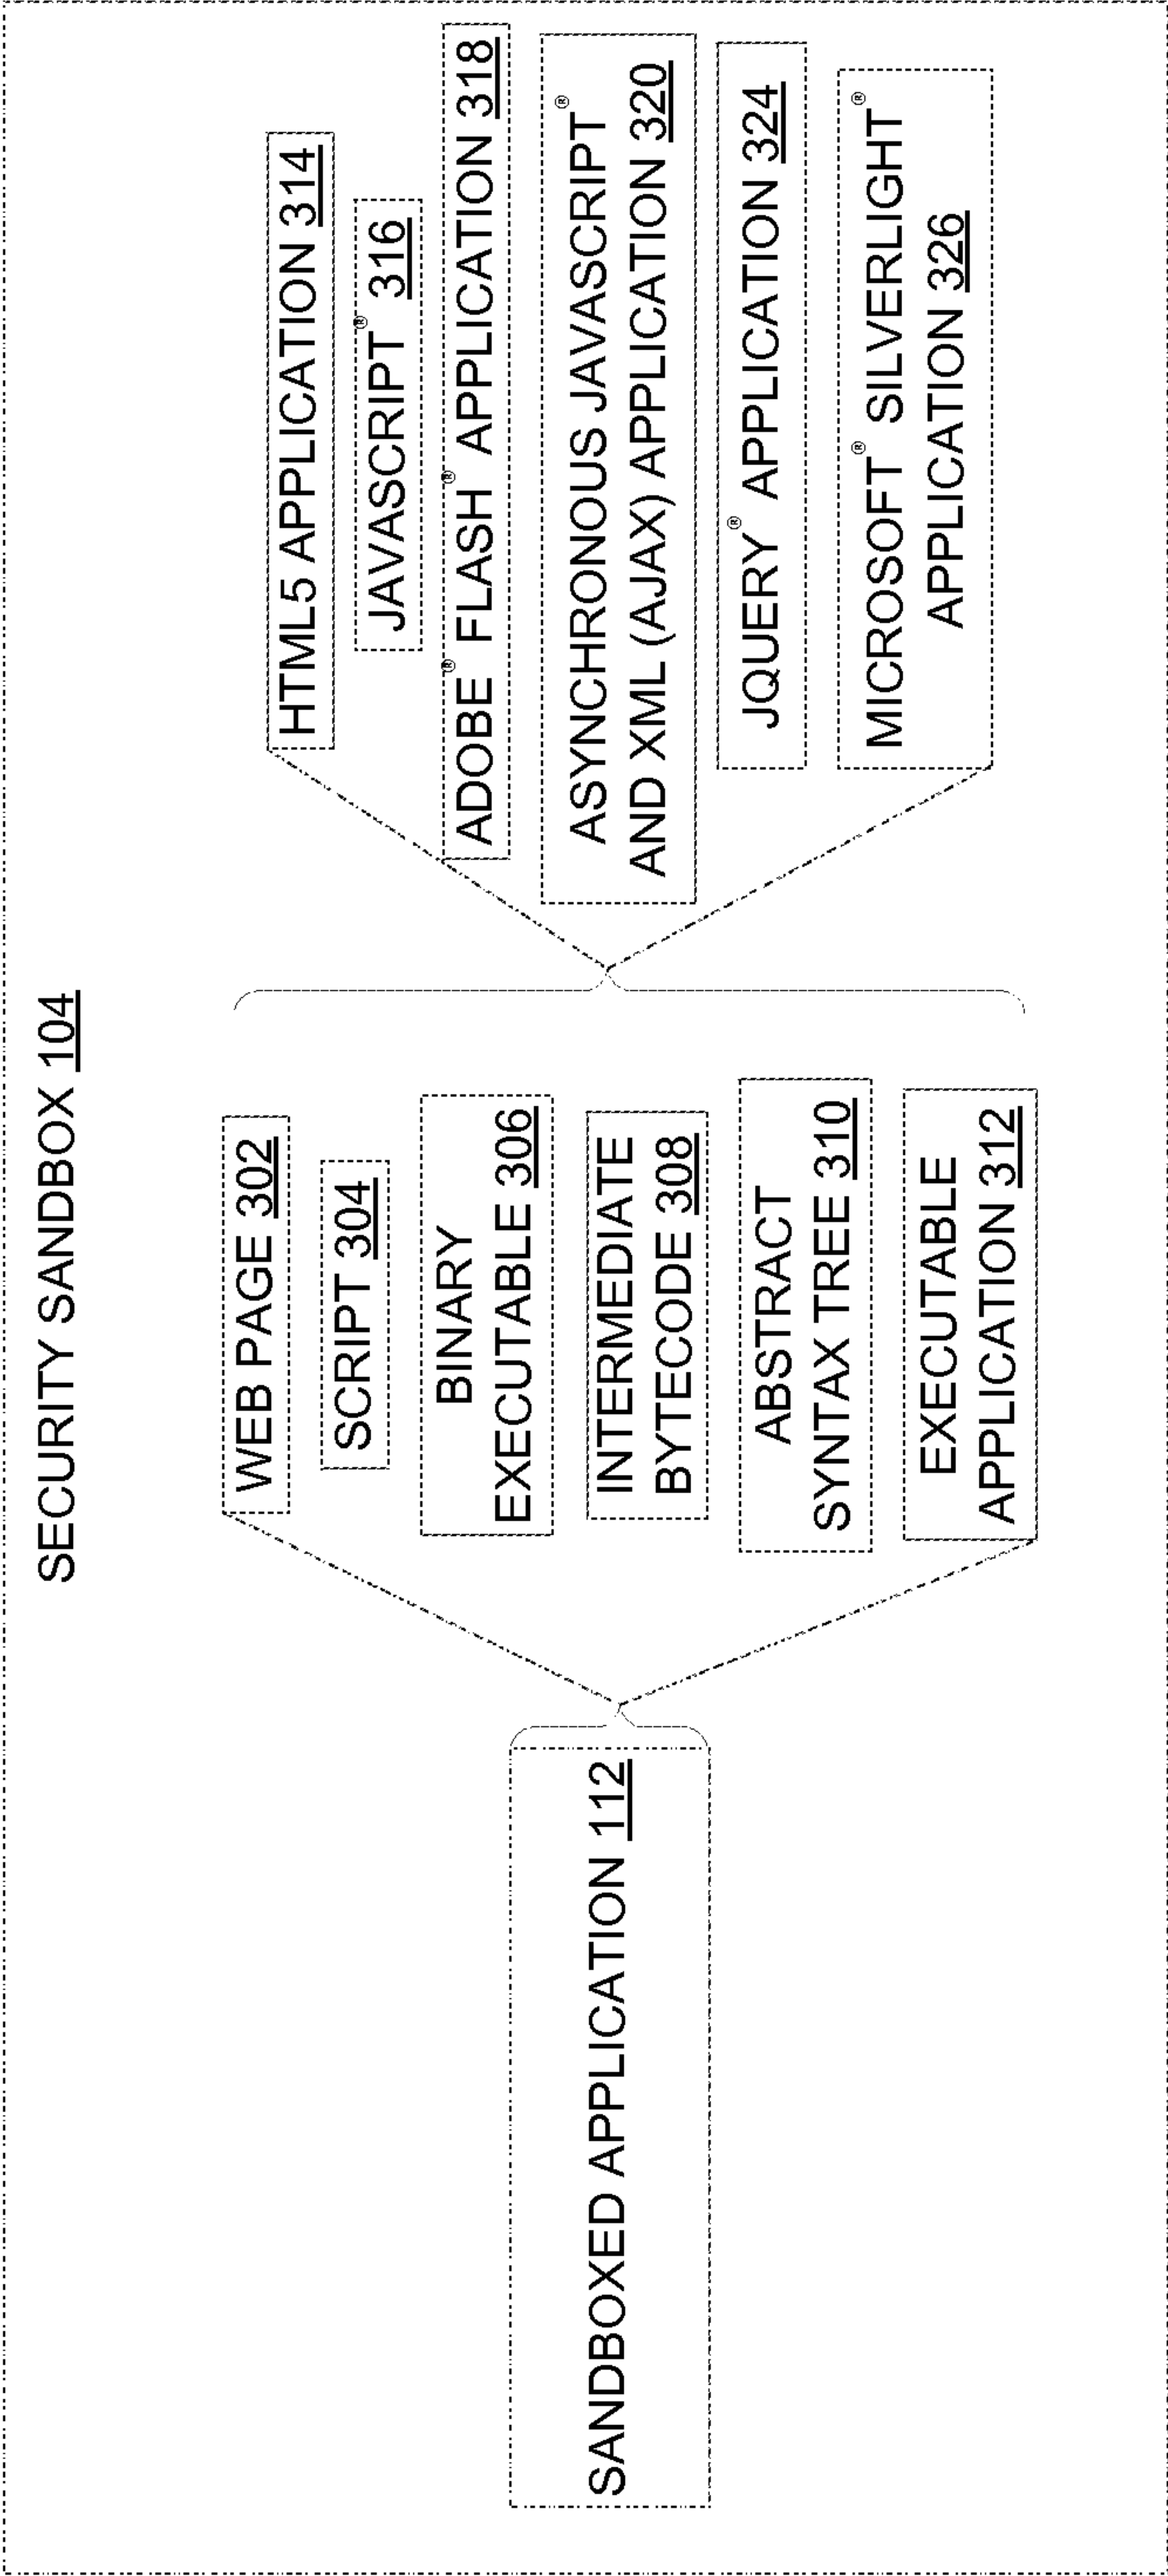 SECURITY SANDBOX 104
SANDBOXED APPLICATION 112
WEB PAGE 302
SCRIPT 304
BINARY
EXECUTABLE 306
INTERMEDIATE
BYTECODE 308
ABSTRACT
SYNTAX TREE 310
EXECUTABLE
APPLICATION 312
HTML5 APPLICATION 314
JAVASCRIPT® 316
ADOBE® FLASH® APPLICATION 318
ASYNCHRONOUS JAVASCRIPT®
AND XML (AJAX) APPLICATION 320
JQUERY® APPLICATION 324
MICROSOFT® SILVERLIGHT®
APPLICATION 326